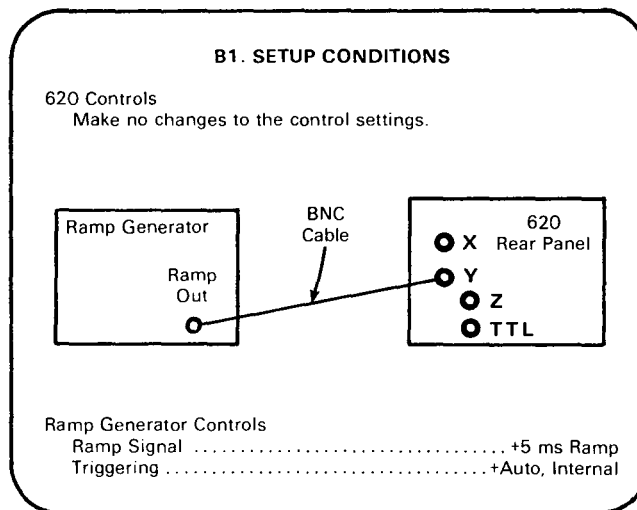 B1. SETUP CONDITIONS
620 Controls
Make no changes to the control settings.
Ramp Generator
Ramp
Out
BNC
Cable
620
Rear Panel
X
Y
Z
TTL
Ramp Generator Controls
Ramp Signal ................................ +5 ms Ramp
Triggering ................................ +Auto, Internal